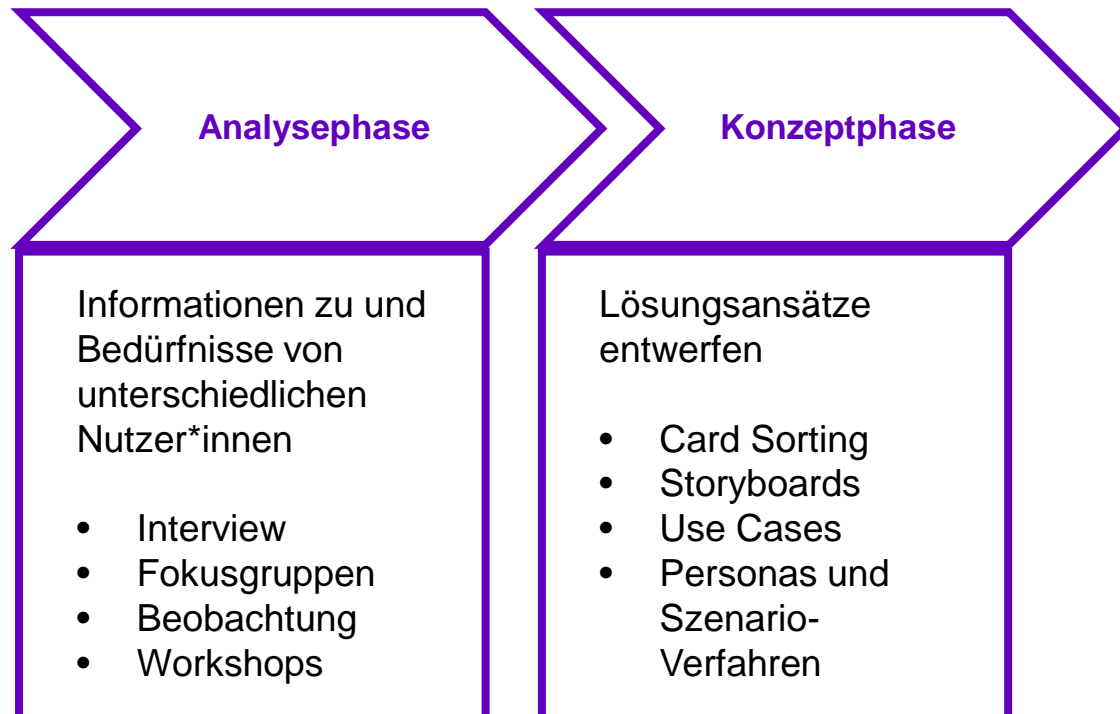 Analysephase
Informationen zu und
Bedürfnisse von
unterschiedlichen
Nutzer*innen
• Interview
• Fokusgruppen
• Beobachtung
• Workshops
Konzeptphase
Lösungsansätze
entwerfen
• Card Sorting
• Storyboards
• Use Cases
• Personas und
Szenario-
Verfahren